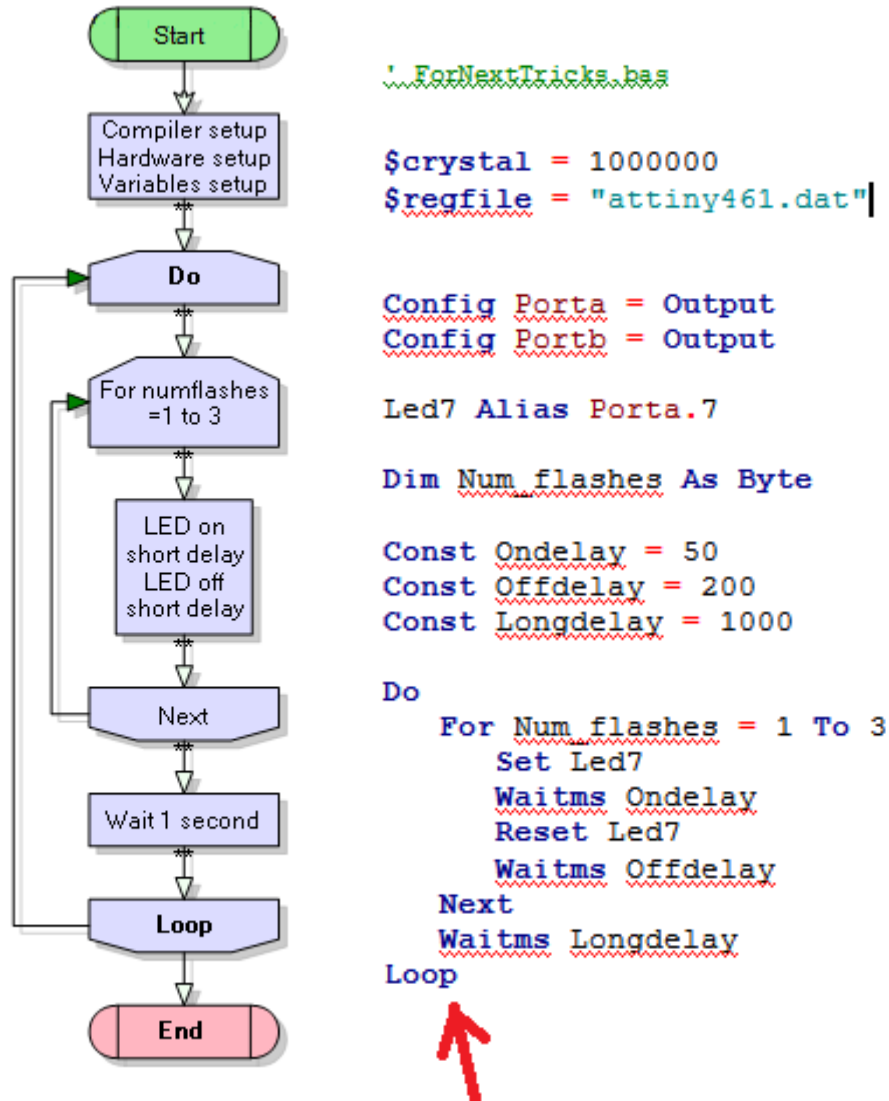 Start
Compiler setup
Hardware setup
Variables setup
**
Do
**
For numflashes
=1 to 3
**
LED on
short delay
LED off
short delay
**
Next
**
Wait 1 second
**
Loop
End
' ForNextTricks.bas
$crystal = 1000000
$regfile = "attiny461.dat"
Config Porta = Output
Config Portb = Output
Led7 Alias Porta.7
Dim Num_flashes As Byte
Const Ondelay = 50
Const Offdelay = 200
Const Longdelay = 1000
Do
For Num_flashes = 1 To 3
Set Led7
Waitms Ondelay
Reset Led7
Waitms Offdelay
Next
Waitms Longdelay
Loop